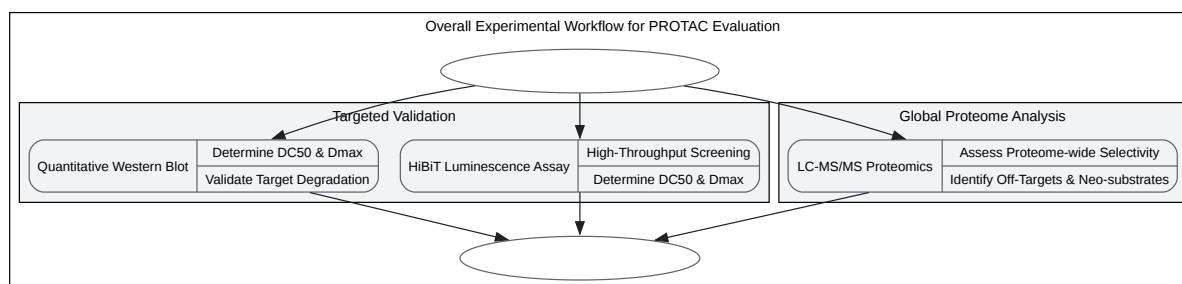 Overall Experimental Workflow for PROTAC Evaluation
Targeted Validation
Global Proteome Analysis
Quantitative Western Blot
Determine DC50 & Dmax
Validate Target Degradation
HiBiT Luminescence Assay
High-Throughput Screening
Determine DC50 & Dmax
LC-MS/MS Proteomics
Assess Proteome-wide Selectivity
Identify Off-Targets & Neo-substrates